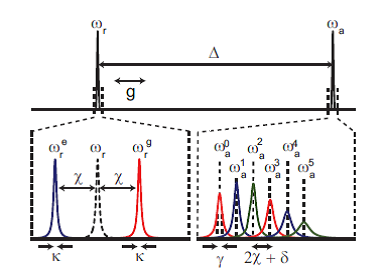 ω_r ω_a
Δ
g
ω_r^e ω_r ω_r^g ω_a^0 ω_a^1 ω_a^2 ω_a^3 ω_a^4 ω_a^5
χ χ
κ κ γ 2χ + δ